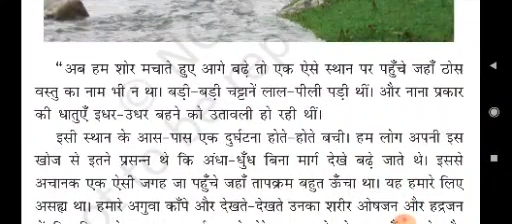 “अब हम शोर मचाते हुए आगे बढ़े तो एक ऐसे स्थान पर पहुँचे जहाँ ठोस
वस्तु का नाम भी न था। बड़ी-बड़ी चट्टानें लाल-पीली पड़ी थीं। और नाना प्रकार
की धातुएँ इधर-उधर बहने को उतावली हो रही थीं।
इसी स्थान के आस-पास एक दुर्घटना होते-होते बची। हम लोग अपनी इस
खोज से इतने प्रसन्न थे कि अंधा-धुँध बिना मार्ग देखे बढ़े जाते थे। इससे
अचानक एक ऐसी जगह जा पहुँचे जहाँ तापक्रम बहुत ऊँचा था। यह हमारे लिए
असह्य था। हमारे अगुवा काँपे और देखते-देखते उनका शरीर ओषजन और हद्रजन